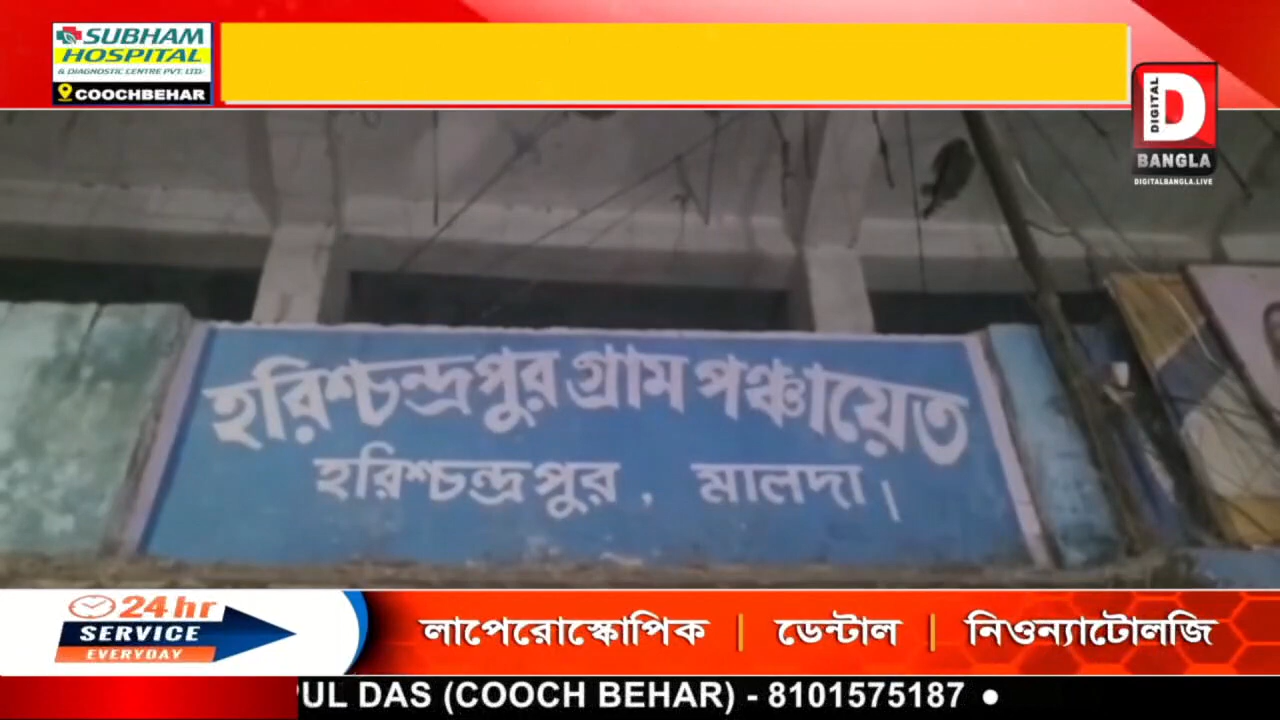 SUBHAM
HOSPITAL
& DIAGNOSTIC CENTRE PVT. LTD.
COOCHBEHAR
DIGITAL
BANGLA
DIGITALBANGLA.LIVE
হরিশ্চন্দ্রপুর গ্রাম পঞ্চায়েত
হরিশ্চন্দ্রপুর , মালদা।
24 hr
SERVICE
EVERYDAY
লাপেরোস্কোপিক | ডেন্টাল | নিওন্যাটোলজি
PUL DAS (COOCH BEHAR) - 8101575187 ●